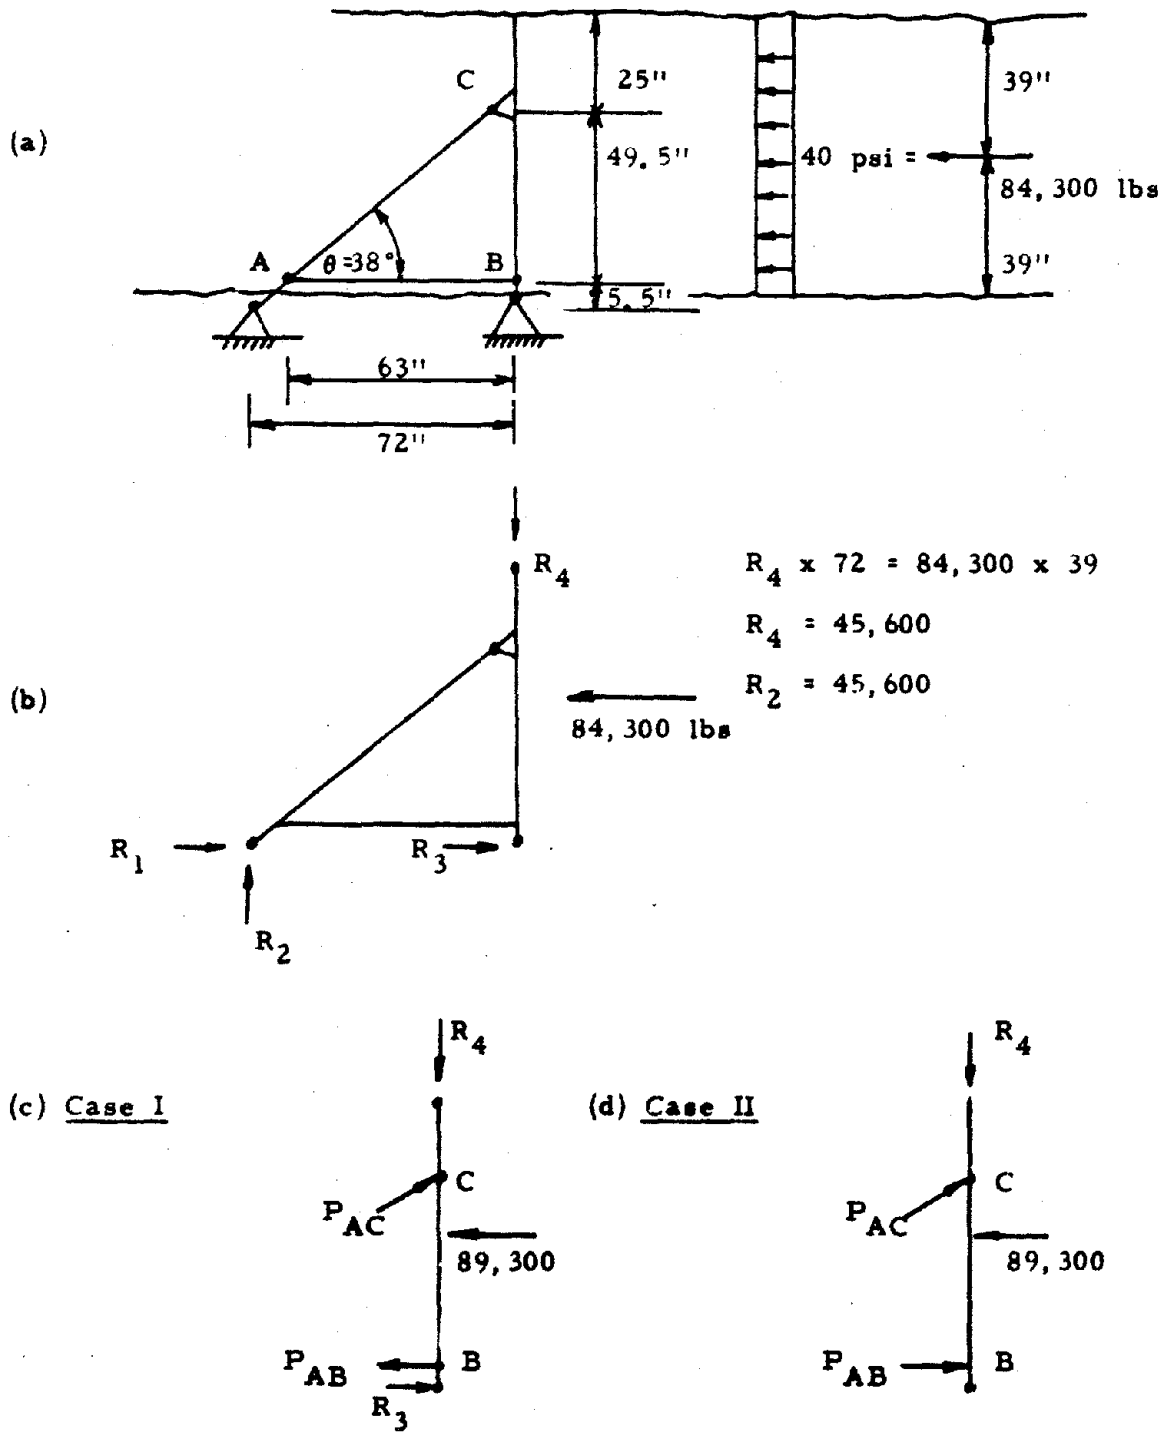 (a)
C
25"
39"
49.5"
40 psi =
84,300 lbs
A
θ=38°
B
5.5"
39"
63"
72"
(b)
R4
R4 x 72 = 84,300 x 39
R4 = 45,600
R2 = 45,600
84,300 lbs
R1
R3
R2
(c) Case I
R4
C
PAC
89,300
PAB
B
R3
(d) Case II
R4
C
PAC
89,300
PAB
B